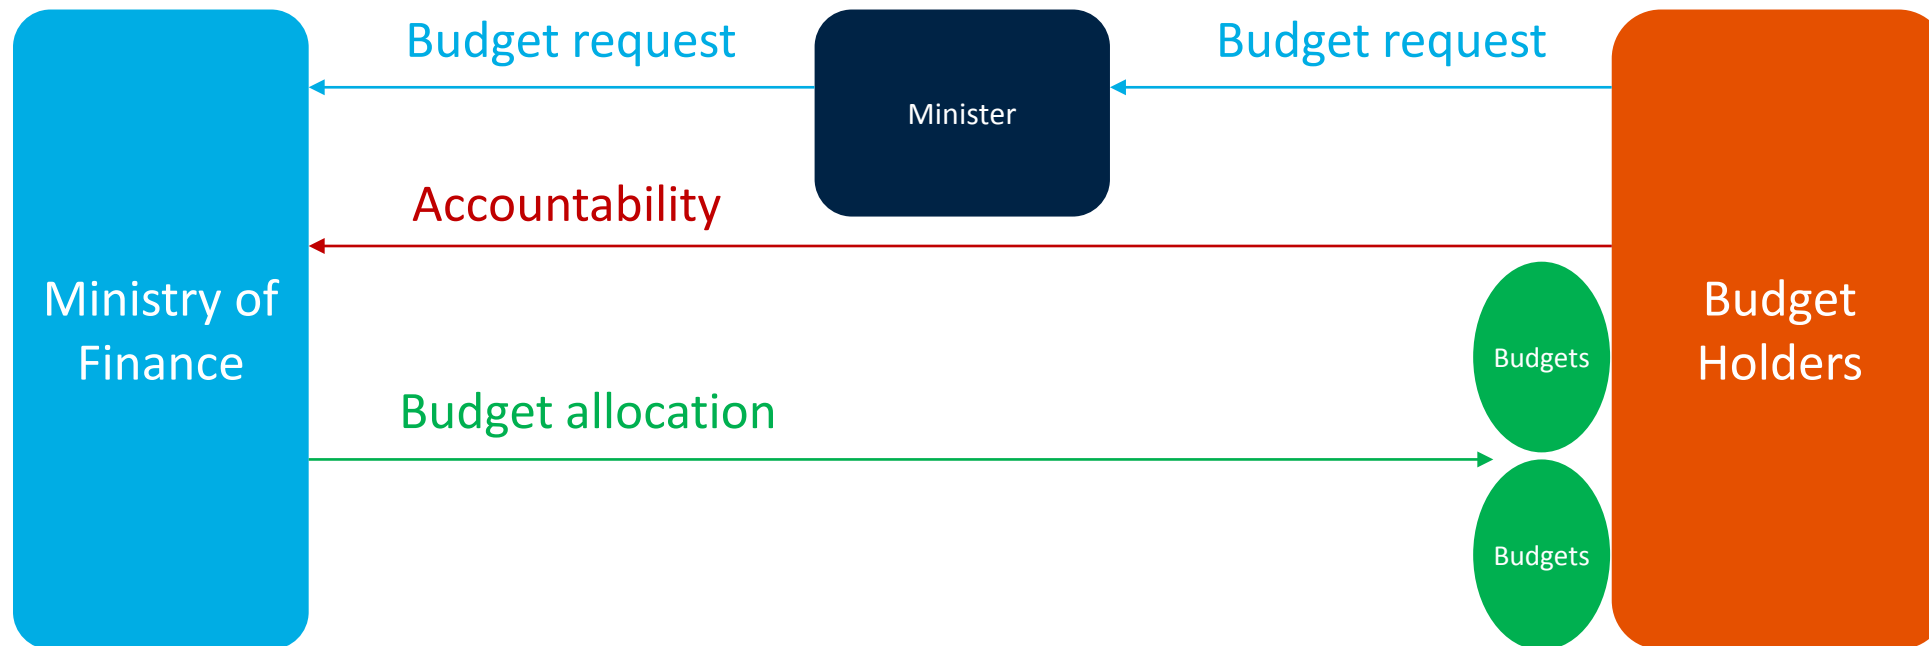 Budget request
Budget request
Minister
Accountability
Ministry of
Finance
Budget
Holders
Budgets
Budget allocation
Budgets